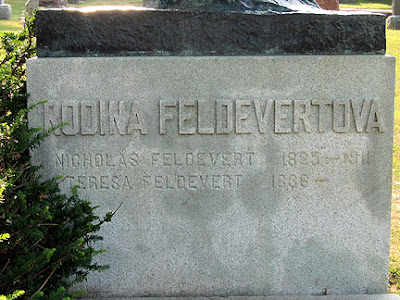 RODINA FELDEVERTOVA
NICHOLAS FELDEVERT 1825–
TERESA FELDEVERT 1836–